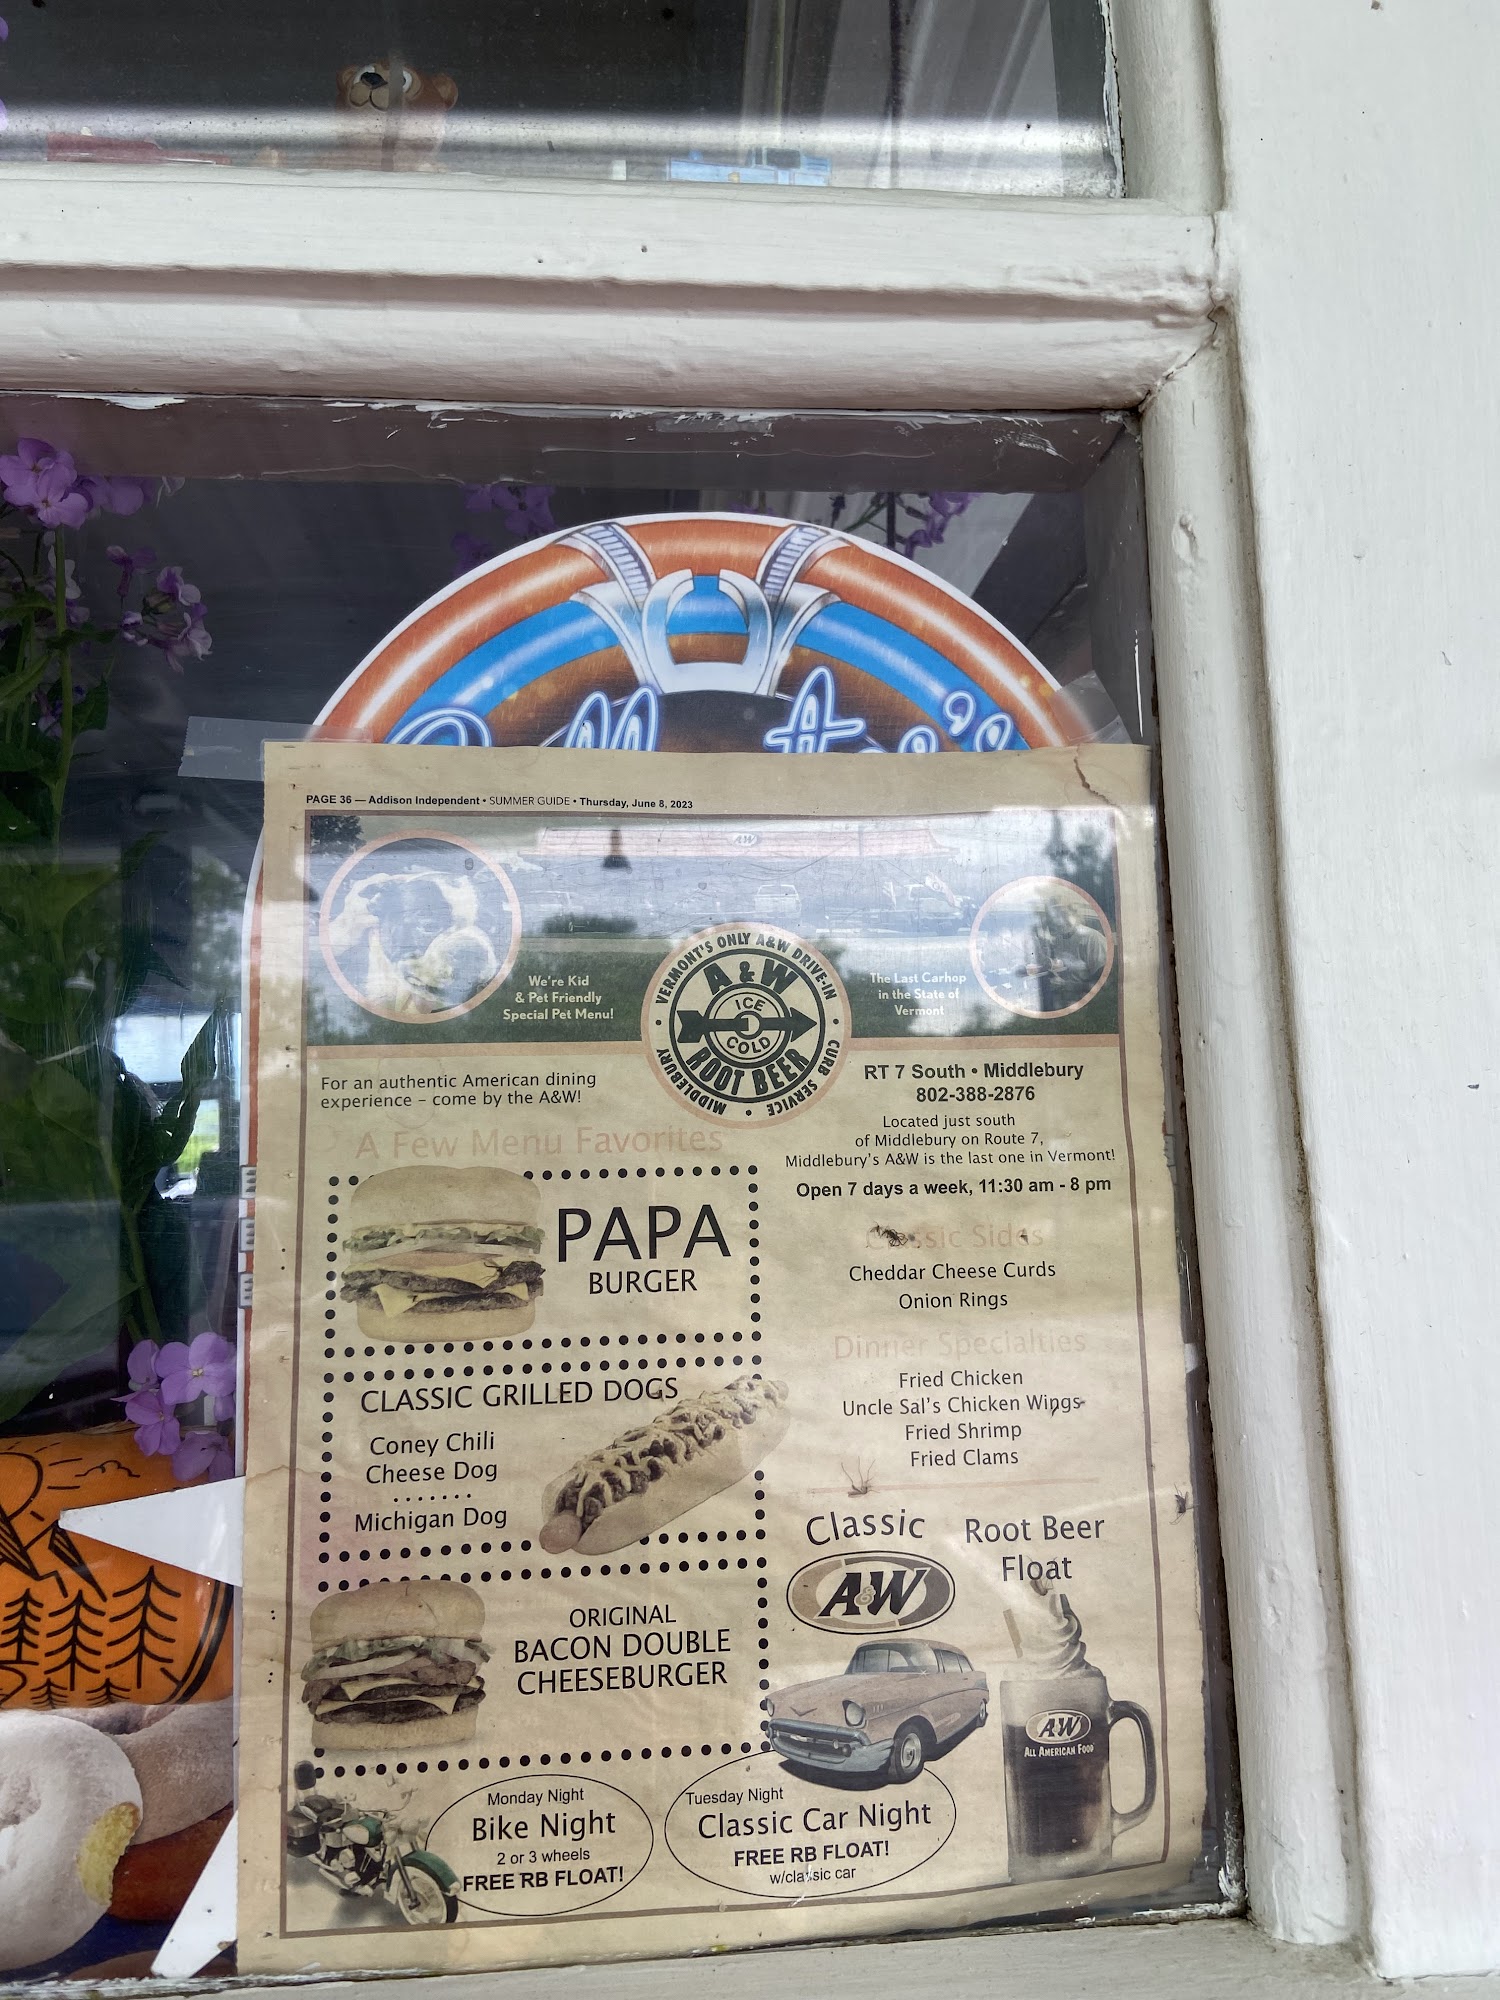 PAGE 36 — Addison Independent • SUMMER GUIDE • Thursday, June 8, 2023
A&W
We're Kid
& Pet Friendly
Special Pet Menu!
VERMONT'S ONLY A&W DRIVE-IN
• MIDDLEBURY • CURB SERVICE •
A & W
ICE
COLD
ROOT BEER
The Last Carhop
in the State of
Vermont
For an authentic American dining
experience – come by the A&W!
RT 7 South • Middlebury
802-388-2876
Located just south
of Middlebury on Route 7,
Middlebury's A&W is the last one in Vermont!
Open 7 days a week, 11:30 am - 8 pm
A Few Menu Favorites
PAPA
BURGER
CLASSIC GRILLED DOGS
Coney Chili
Cheese Dog
.......
Michigan Dog
ORIGINAL
BACON DOUBLE
CHEESEBURGER
Classic Sides
Cheddar Cheese Curds
Onion Rings
Dinner Specialties
Fried Chicken
Uncle Sal's Chicken Wings
Fried Shrimp
Fried Clams
Classic
A&W
Root Beer
Float
A&W
ALL AMERICAN FOOD
Monday Night
Bike Night
2 or 3 wheels
FREE RB FLOAT!
Tuesday Night
Classic Car Night
FREE RB FLOAT!
w/classic car